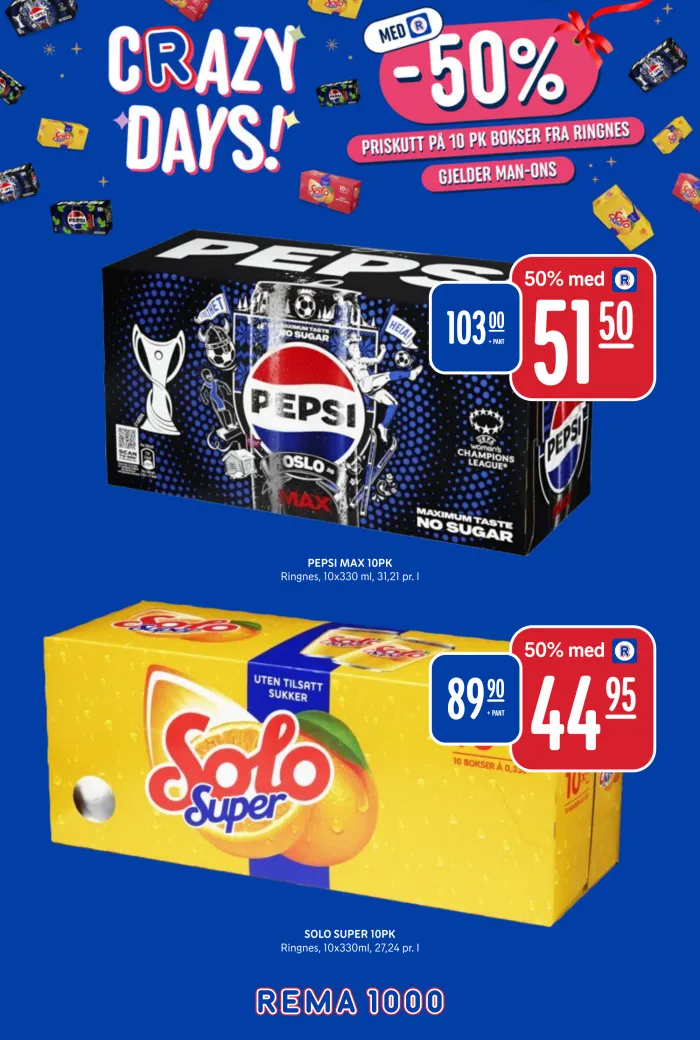 CRAZY
DAYS!
MED R
-50%
PRISKUTT PÅ 10 PK BOKSER FRA RINGNES
GJELDER MAN-ONS
PEPSI
MAXIMUM TASTE
NO SUGAR
HEIA!
PEPSI
OSLO
MAX
SCAN
UEFA
women's
CHAMPIONS
LEAGUE
MAXIMUM TASTE
NO SUGAR
PEPSI
103 00
+ PANT
50% med R
51 50
PEPSI MAX 10PK
Ringnes, 10x330 ml, 31,21 pr. l
Solo
Super
UTEN TILSATT
SUKKER
Solo
Super
10 BOKSER À 0,33
89 90
+ PANT
50% med R
44 95
SOLO SUPER 10PK
Ringnes, 10x330ml, 27,24 pr. l
REMA 1000